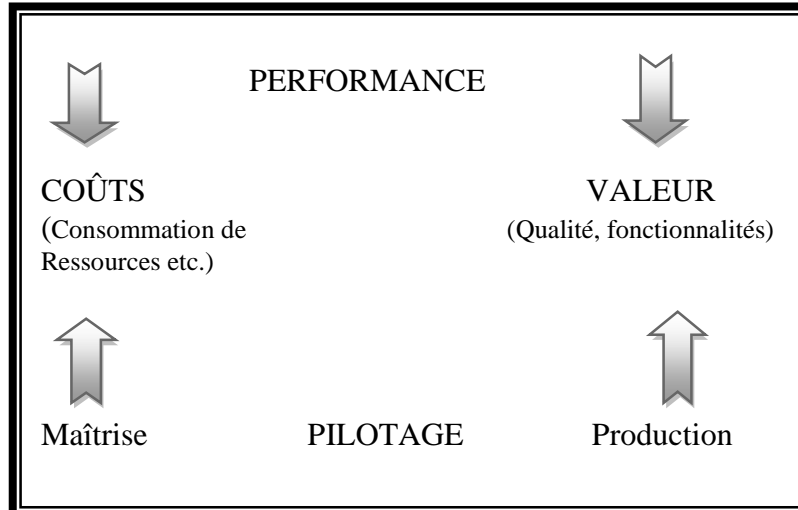 PERFORMANCE
COÛTS
(Consommation de
Ressources etc.)
VALEUR
(Qualité, fonctionnalités)
Maîtrise
PILOTAGE
Production